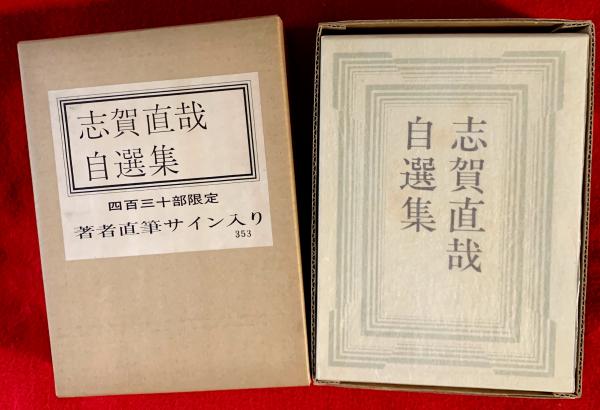 志賀直哉
自選集
四百三十部限定
著者直筆サイン入り
353
志賀直哉
自選集